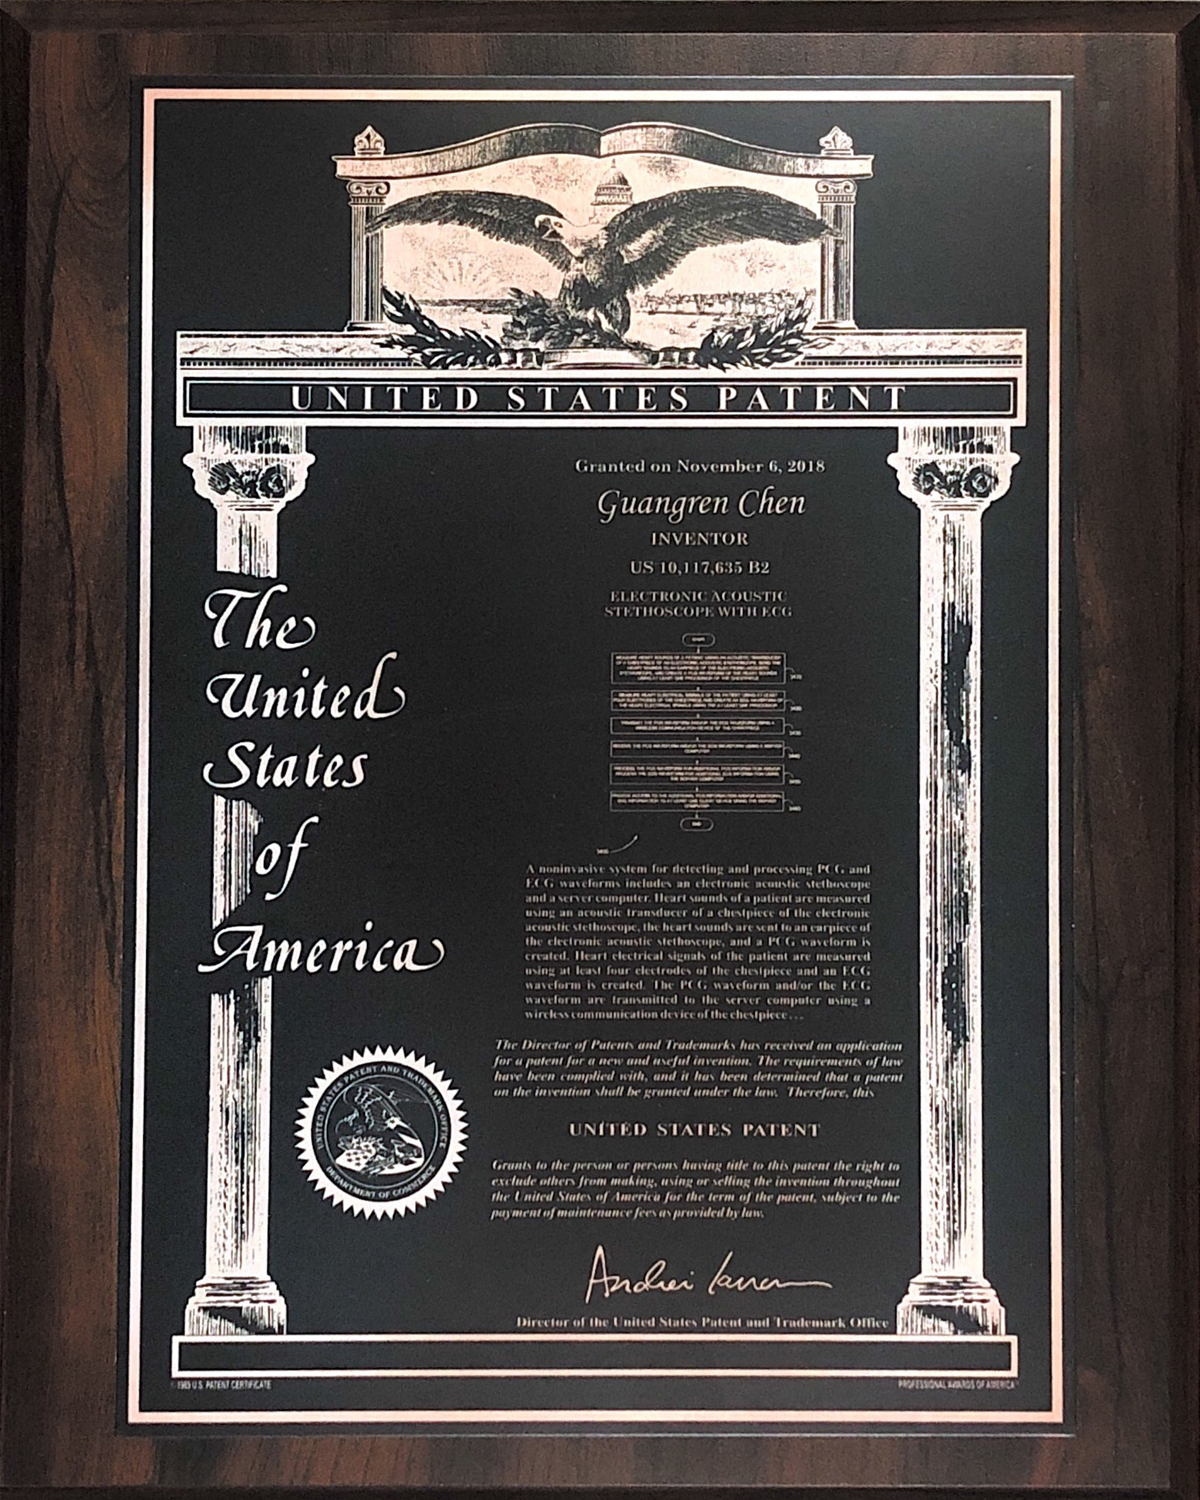 UNITED STATES PATENT
Granted on November 6, 2018
Guangren Chen
INVENTOR
US 10,117,635 B2
ELECTRONIC ACOUSTIC
STETHOSCOPE WITH ECG
The
United
States
of
America
START
END
A noninvasive system for detecting and processing PCG and
ECG waveforms includes an electronic acoustic stethoscope
and a server computer. Heart sounds of a patient are measured
using an acoustic transducer of a chestpiece of the electronic
acoustic stethoscope, the heart sounds are sent to an earpiece of
the electronic acoustic stethoscope, and a PCG waveform is
created. Heart electrical signals of the patient are measured
using at least four electrodes of the chestpiece and an ECG
waveform is created. The PCG waveform and/or the ECG
waveform are transmitted to the server computer using a
wireless communication device of the chestpiece . . .
The Director of Patents and Trademarks has received an application
for a patent for a new and useful invention. The requirements of law
have been complied with, and it has been determined that a patent
on the invention shall be granted under the law. Therefore, this
UNITED STATES PATENT
Grants to the person or persons having title to this patent the right to
exclude others from making, using or selling the invention throughout
the United States of America for the term of the patent, subject to the
payment of maintenance fees as provided by law.
UNITED STATES PATENT AND TRADEMARK OFFICE
DEPARTMENT OF COMMERCE
Andrei Iancu
Director of the United States Patent and Trademark Office
1983 U.S. PATENT CERTIFICATE
PROFESSIONAL AWARDS OF AMERICA